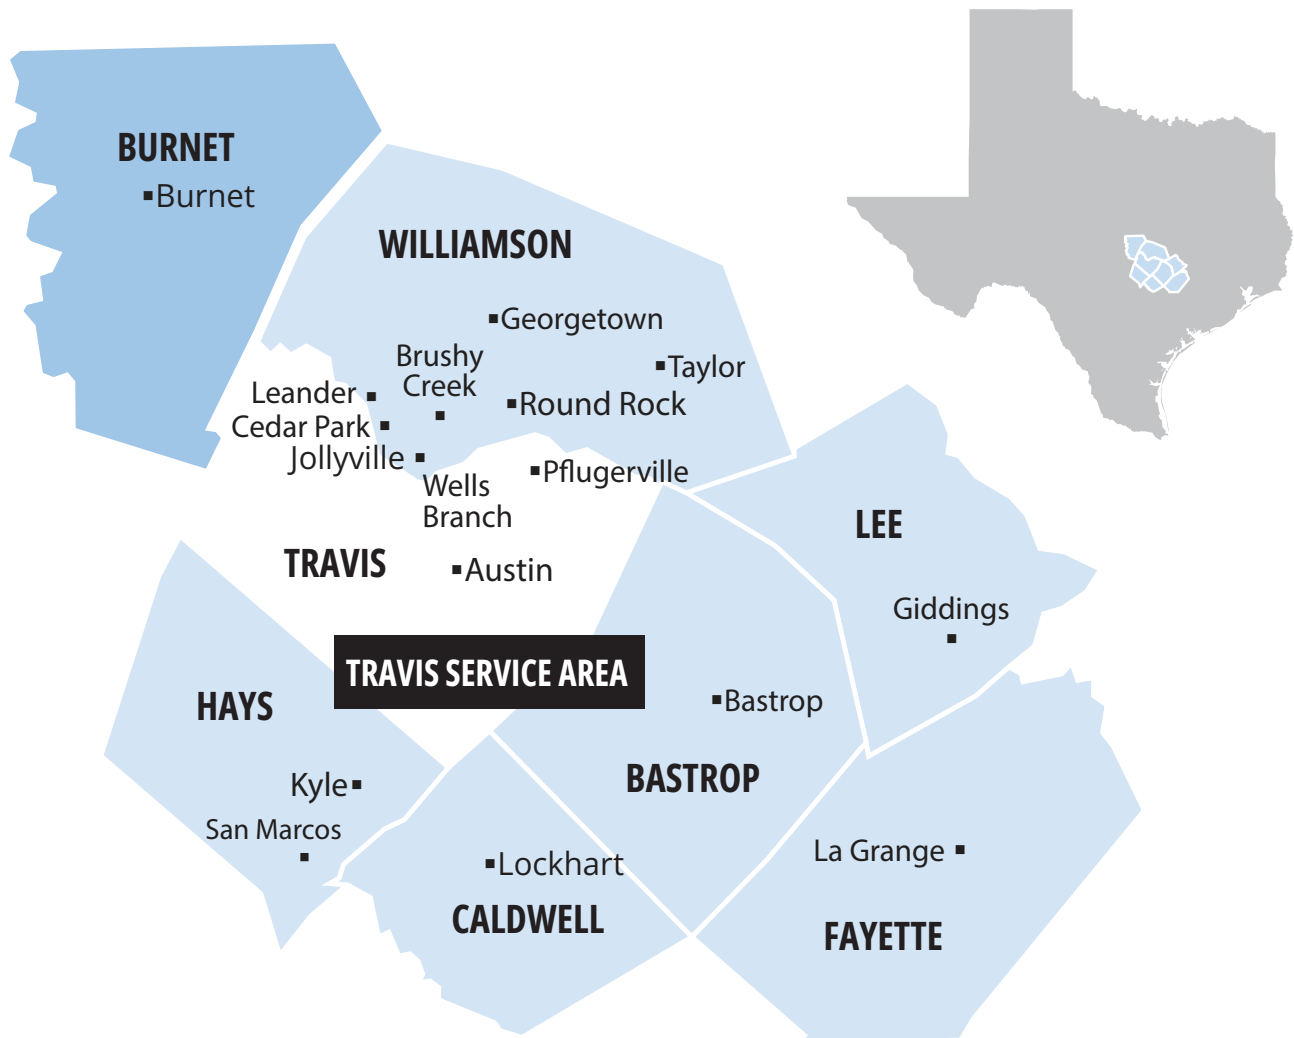 BURNET
Burnet
WILLIAMSON
Georgetown
Brushy
Creek
Taylor
Leander
Round Rock
Cedar Park
Jollyville
Pflugerville
Wells
Branch
LEE
TRAVIS
Austin
Giddings
TRAVIS SERVICE AREA
HAYS
Bastrop
BASTROP
Kyle
San Marcos
La Grange
Lockhart
CALDWELL
FAYETTE